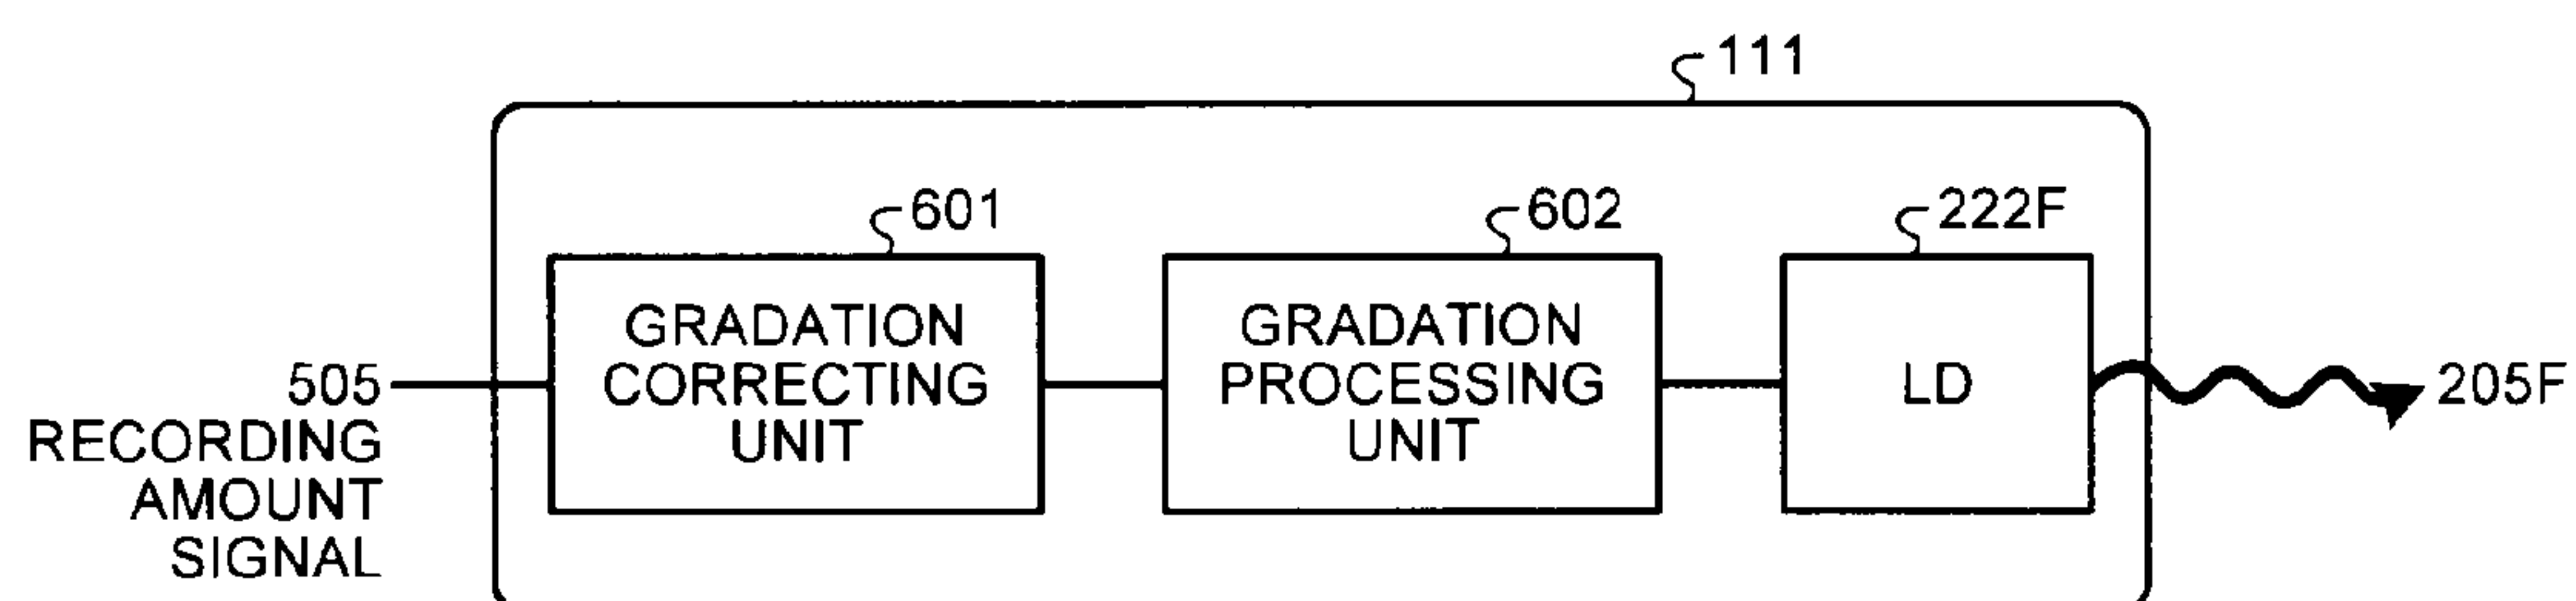 111
601
602
222F
505
RECORDING
AMOUNT
SIGNAL
GRADATION
CORRECTING
UNIT
GRADATION
PROCESSING
UNIT
LD
205F